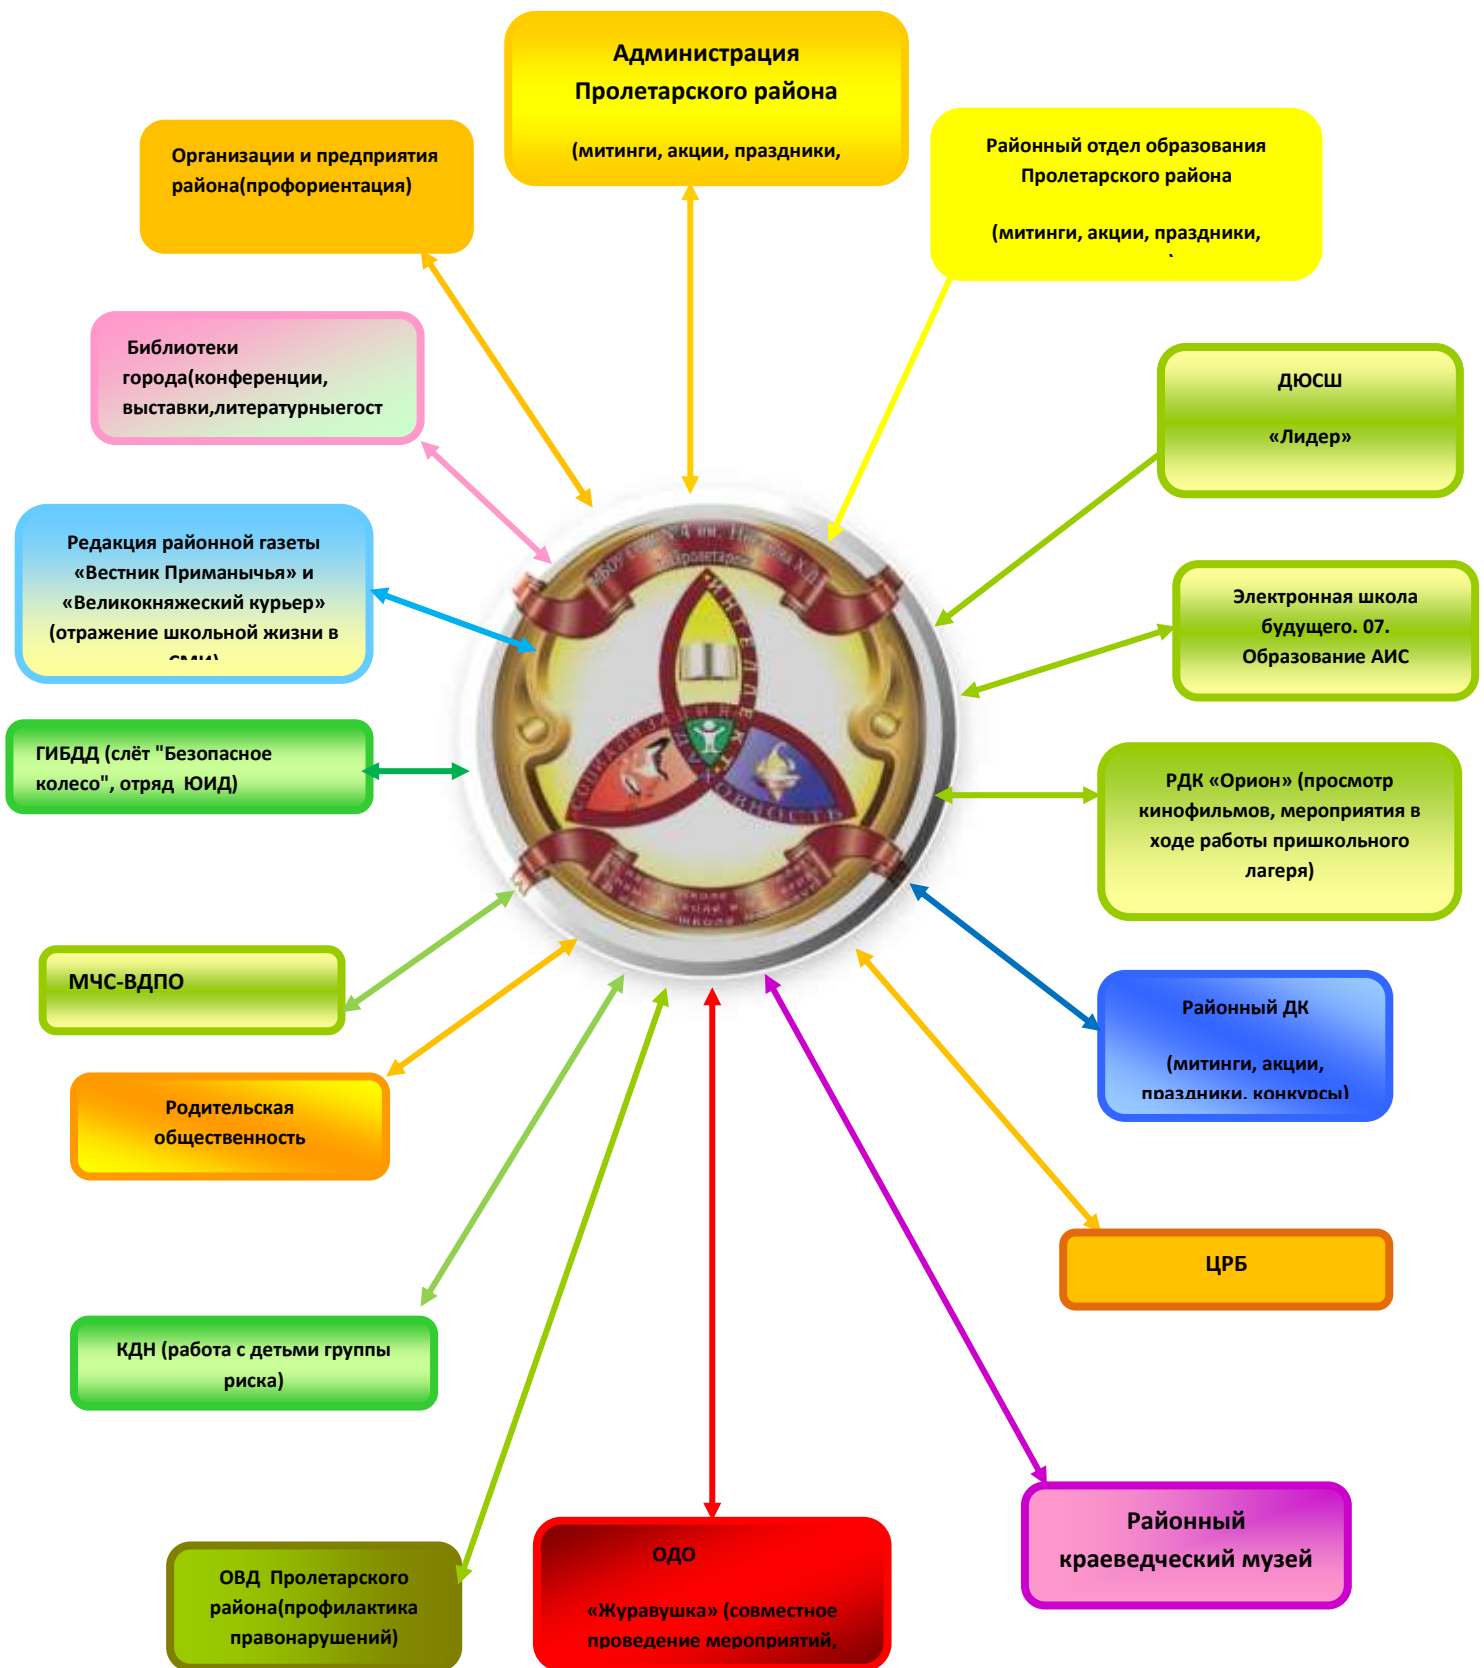 Администрация
Пролетарского района
(митинги, акции, праздники,
Организации и предприятия
района(профориентация)
Районный отдел образования
Пролетарского района
(митинги, акции, праздники,
Библиотеки
города(конференции,
выставки,литературныегост
ДЮСШ
«Лидер»
Редакция районной газеты
«Вестник Приманычья» и
«Великокняжеский курьер»
(отражение школьной жизни в
СМИ)
Электронная школа
будущего. 07.
Образование АИС
ГИБДД (слёт "Безопасное
колесо", отряд ЮИД)
РДК «Орион» (просмотр
кинофильмов, мероприятия в
ходе работы пришкольного
лагеря)
ИНТЕЛЛЕКТ
СОЦИАЛИЗАЦИЯ
МЧС-ВДПО
Районный ДК
(митинги, акции,
праздники, конкурсы)
Родительская
общественность
ЦРБ
КДН (работа с детьми группы
риска)
Районный
краеведческий музей
ОВД Пролетарского
района(профилактика
правонарушений)
ОДО
«Журавушка» (совместное
проведение мероприятий,